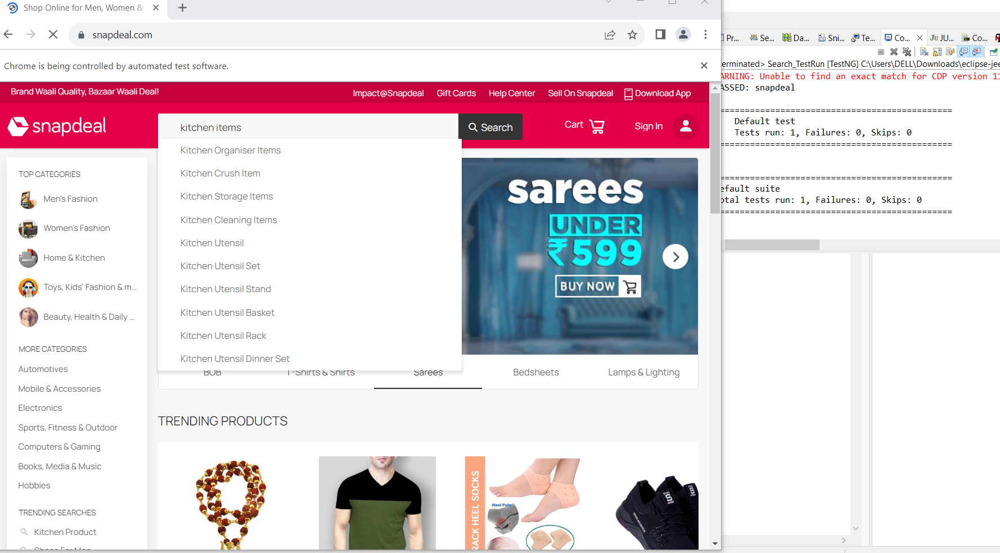 Shop Online for Men, Women &
snapdeal.com
Chrome is being controlled by automated test software.
Brand Waali Quality, Bazaar Waali Deal!
Impact@Snapdeal
Gift Cards
Help Center
Sell On Snapdeal
Download App
snapdeal
kitchen items
Search
Cart
Sign In
Kitchen Organiser Items
Kitchen Crush Item
Kitchen Storage Items
Kitchen Cleaning Items
Kitchen Utensil
Kitchen Utensil Set
Kitchen Utensil Stand
Kitchen Utensil Basket
Kitchen Utensil Rack
Kitchen Utensil Dinner Set
TOP CATEGORIES
Men's Fashion
Women's Fashion
Home & Kitchen
Toys, Kids' Fashion & m...
Beauty, Health & Daily ...
MORE CATEGORIES
Automotives
Mobile & Accessories
Electronics
Sports, Fitness & Outdoor
Computers & Gaming
Books, Media & Music
Hobbies
TRENDING SEARCHES
Kitchen Product
Shoes For Men
sarees
UNDER
₹599
BUY NOW
BOB
T-Shirts & Shirts
Sarees
Bedsheets
Lamps & Lighting
TRENDING PRODUCTS
RACK HEEL SOCKS
Heel Pain
Pr...
Se...
Da...
Sni...
Te...
Co...
JU JU...
Co...
erminated> Search_TestRun [TestNG] C:\Users\DELL\Downloads\eclipse-jee
ARNING: Unable to find an exact match for CDP version 11
ASSED: snapdeal
===============================================
Default test
Tests run: 1, Failures: 0, Skips: 0
===============================================
===============================================
efault suite
otal tests run: 1, Failures: 0, Skips: 0
===============================================